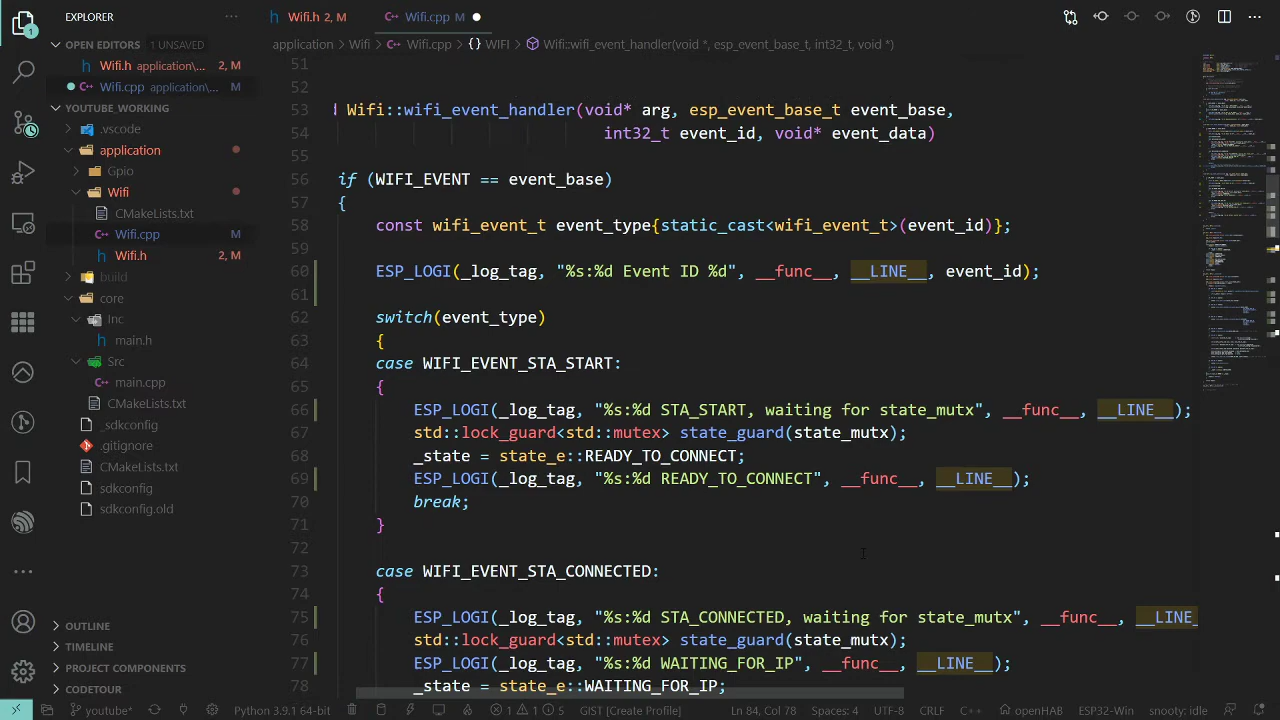 EXPLORER
Wifi.h 2, M
Wifi.cpp M
OPEN EDITORS 1 UNSAVED
application > Wifi > Wifi.cpp > {} WIFI > Wifi::wifi_event_handler(void *, esp_event_base_t, int32_t, void *)
Wifi.h application\... 2, M
Wifi.cpp application\... M
YOUTUBE_WORKING
.vscode
application
Gpio
Wifi
CMakeLists.txt
Wifi.cpp M
Wifi.h 2, M
build
core
Inc
main.h
Src
main.cpp
CMakeLists.txt
_sdkconfig
.gitignore
CMakeLists.txt
sdkconfig
sdkconfig.old
OUTLINE
TIMELINE
PROJECT COMPONENTS
CODETOUR
51
52
53 Wifi::wifi_event_handler(void* arg, esp_event_base_t event_base,
54 int32_t event_id, void* event_data)
55
56 if (WIFI_EVENT == event_base)
57 {
58 const wifi_event_t event_type{static_cast<wifi_event_t>(event_id)};
59
60 ESP_LOGI(_log_tag, "%s:%d Event ID %d", __func__, __LINE__, event_id);
61
62 switch(event_type)
63 {
64 case WIFI_EVENT_STA_START:
65 {
66 ESP_LOGI(_log_tag, "%s:%d STA_START, waiting for state_mutx", __func__, __LINE__);
67 std::lock_guard<std::mutex> state_guard(state_mutx);
68 _state = state_e::READY_TO_CONNECT;
69 ESP_LOGI(_log_tag, "%s:%d READY_TO_CONNECT", __func__, __LINE__);
70 break;
71 }
72
73 case WIFI_EVENT_STA_CONNECTED:
74 {
75 ESP_LOGI(_log_tag, "%s:%d STA_CONNECTED, waiting for state_mutx", __func__, __LINE_
76 std::lock_guard<std::mutex> state_guard(state_mutx);
77 ESP_LOGI(_log_tag, "%s:%d WAITING_FOR_IP", __func__, __LINE__);
78 _state = state_e::WAITING_FOR_IP;
youtube* Python 3.9.1 64-bit 1 1 5 GIST [Create Profile] Ln 84, Col 78 Spaces: 4 UTF-8 CRLF C++ openHAB ESP32-Win snooty: idle